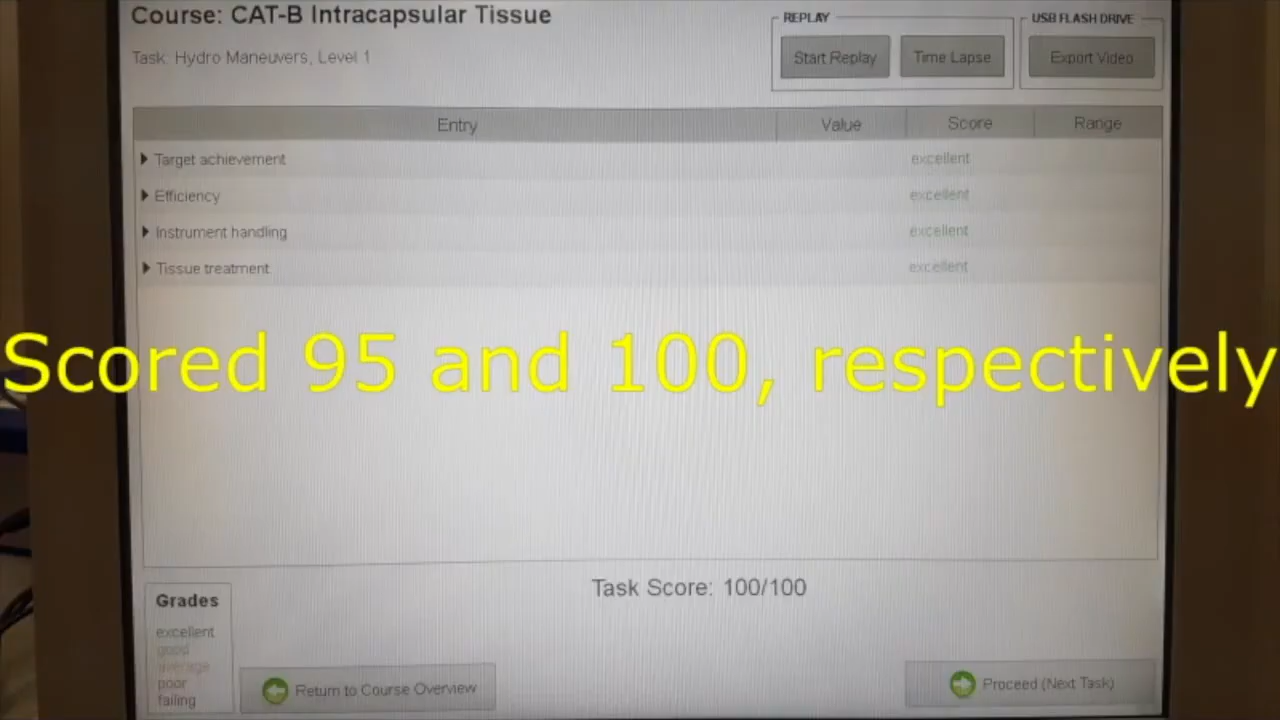 Course: CAT-B Intracapsular Tissue
Task: Hydro Maneuvers, Level 1
REPLAY
Start Replay
Time Lapse
USB FLASH DRIVE
Export Video
Entry Value Score Range
Target achievement excellent
Efficiency excellent
Instrument handling excellent
Tissue treatment excellent
Scored 95 and 100, respectively
Task Score: 100/100
Grades
excellent
good
average
poor
failing
Return to Course Overview
Proceed (Next Task)